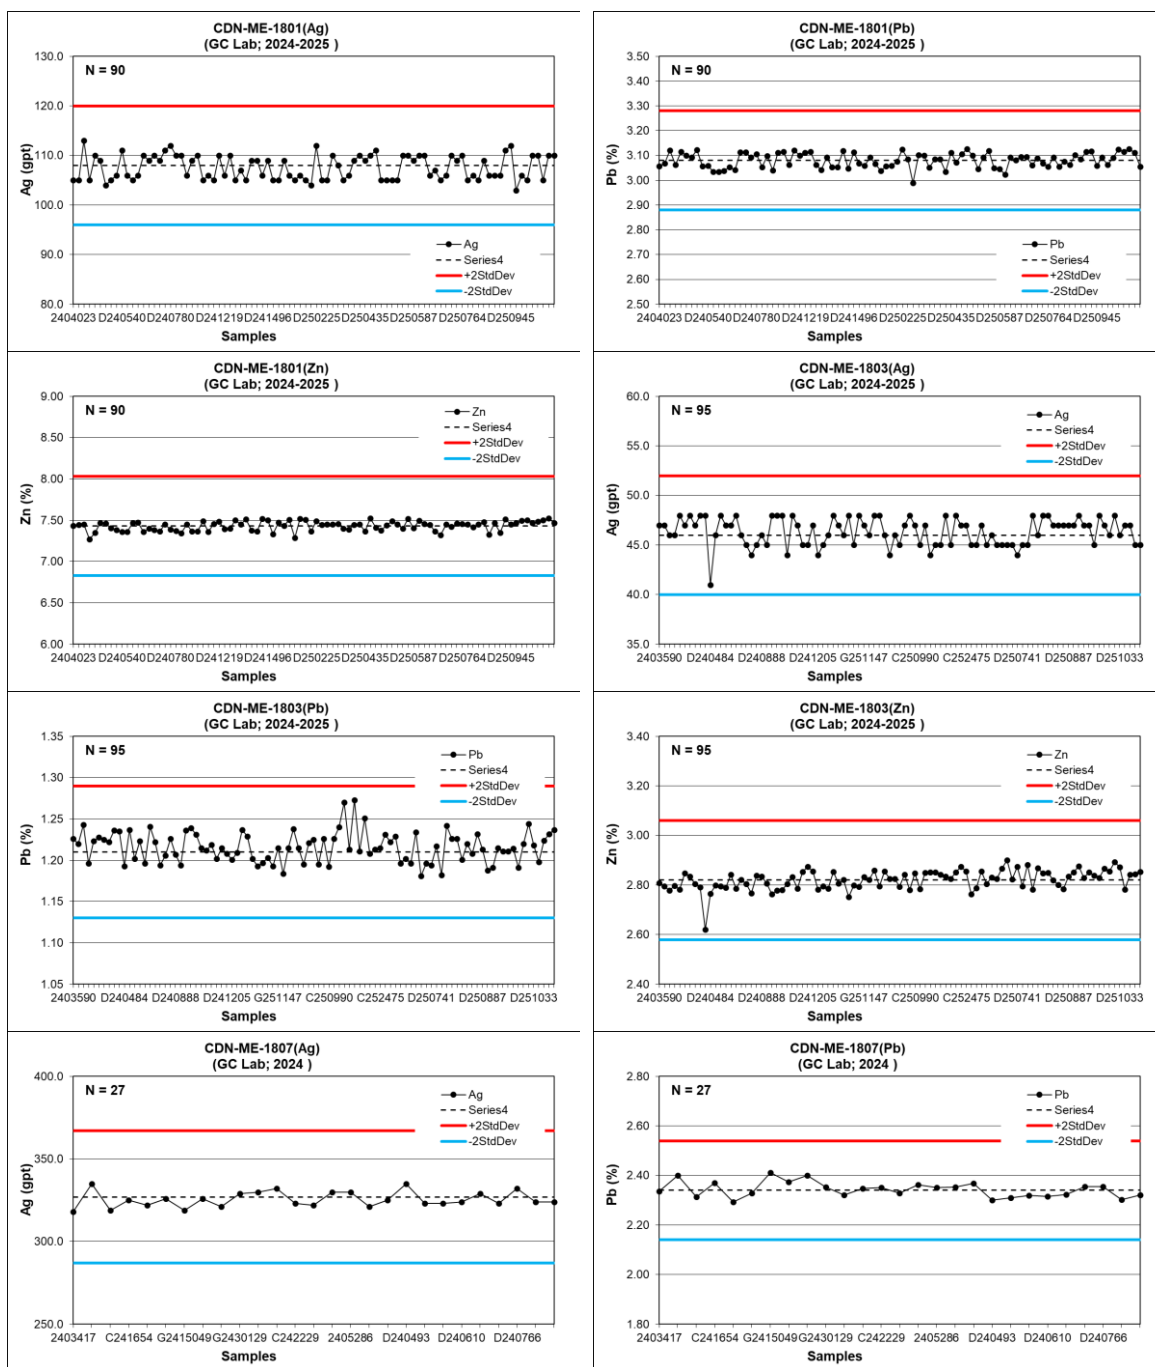 CDN-ME-1801(Ag)
(GC Lab; 2024-2025 )
N = 90
130.0
120.0
110.0
100.0
90.0
80.0
Ag (gpt)
Ag
Series4
+2StdDev
-2StdDev
2404023 D240540 D240780 D241219 D241496 D250225 D250435 D250587 D250764 D250945
Samples
CDN-ME-1801(Pb)
(GC Lab; 2024-2025 )
N = 90
3.50
3.40
3.30
3.20
3.10
3.00
2.90
2.80
2.70
2.60
2.50
Pb (%)
Pb
Series4
+2StdDev
-2StdDev
2404023 D240540 D240780 D241219 D241496 D250225 D250435 D250587 D250764 D250945
Samples
CDN-ME-1801(Zn)
(GC Lab; 2024-2025 )
N = 90
9.00
8.50
8.00
7.50
7.00
6.50
6.00
Zn (%)
Zn
Series4
+2StdDev
-2StdDev
2404023 D240540 D240780 D241219 D241496 D250225 D250435 D250587 D250764 D250945
Samples
CDN-ME-1803(Ag)
(GC Lab; 2024-2025 )
N = 95
60.0
55.0
50.0
45.0
40.0
35.0
Ag (gpt)
Ag
Series4
+2StdDev
-2StdDev
2403590 D240484 D240888 D241205 G251147 C250990 C252475 D250741 D250887 D251033
Samples
CDN-ME-1803(Pb)
(GC Lab; 2024-2025 )
N = 95
1.35
1.30
1.25
1.20
1.15
1.10
1.05
Pb (%)
Pb
Series4
+2StdDev
-2StdDev
2403590 D240484 D240888 D241205 G251147 C250990 C252475 D250741 D250887 D251033
Samples
CDN-ME-1803(Zn)
(GC Lab; 2024-2025 )
N = 95
3.40
3.20
3.00
2.80
2.60
2.40
Zn (%)
Zn
Series4
+2StdDev
-2StdDev
2403590 D240484 D240888 D241205 G251147 C250990 C252475 D250741 D250887 D251033
Samples
CDN-ME-1807(Ag)
(GC Lab; 2024 )
N = 27
400.0
350.0
300.0
250.0
Ag (gpt)
Ag
Series4
+2StdDev
-2StdDev
2403417 C241654 G2415049 G2430129 C242229 2405286 D240493 D240610 D240766
Samples
CDN-ME-1807(Pb)
(GC Lab; 2024 )
N = 27
2.80
2.60
2.40
2.20
2.00
1.80
Pb (%)
Pb
Series4
+2StdDev
-2StdDev
2403417 C241654 G2415049 G2430129 C242229 2405286 D240493 D240610 D240766
Samples